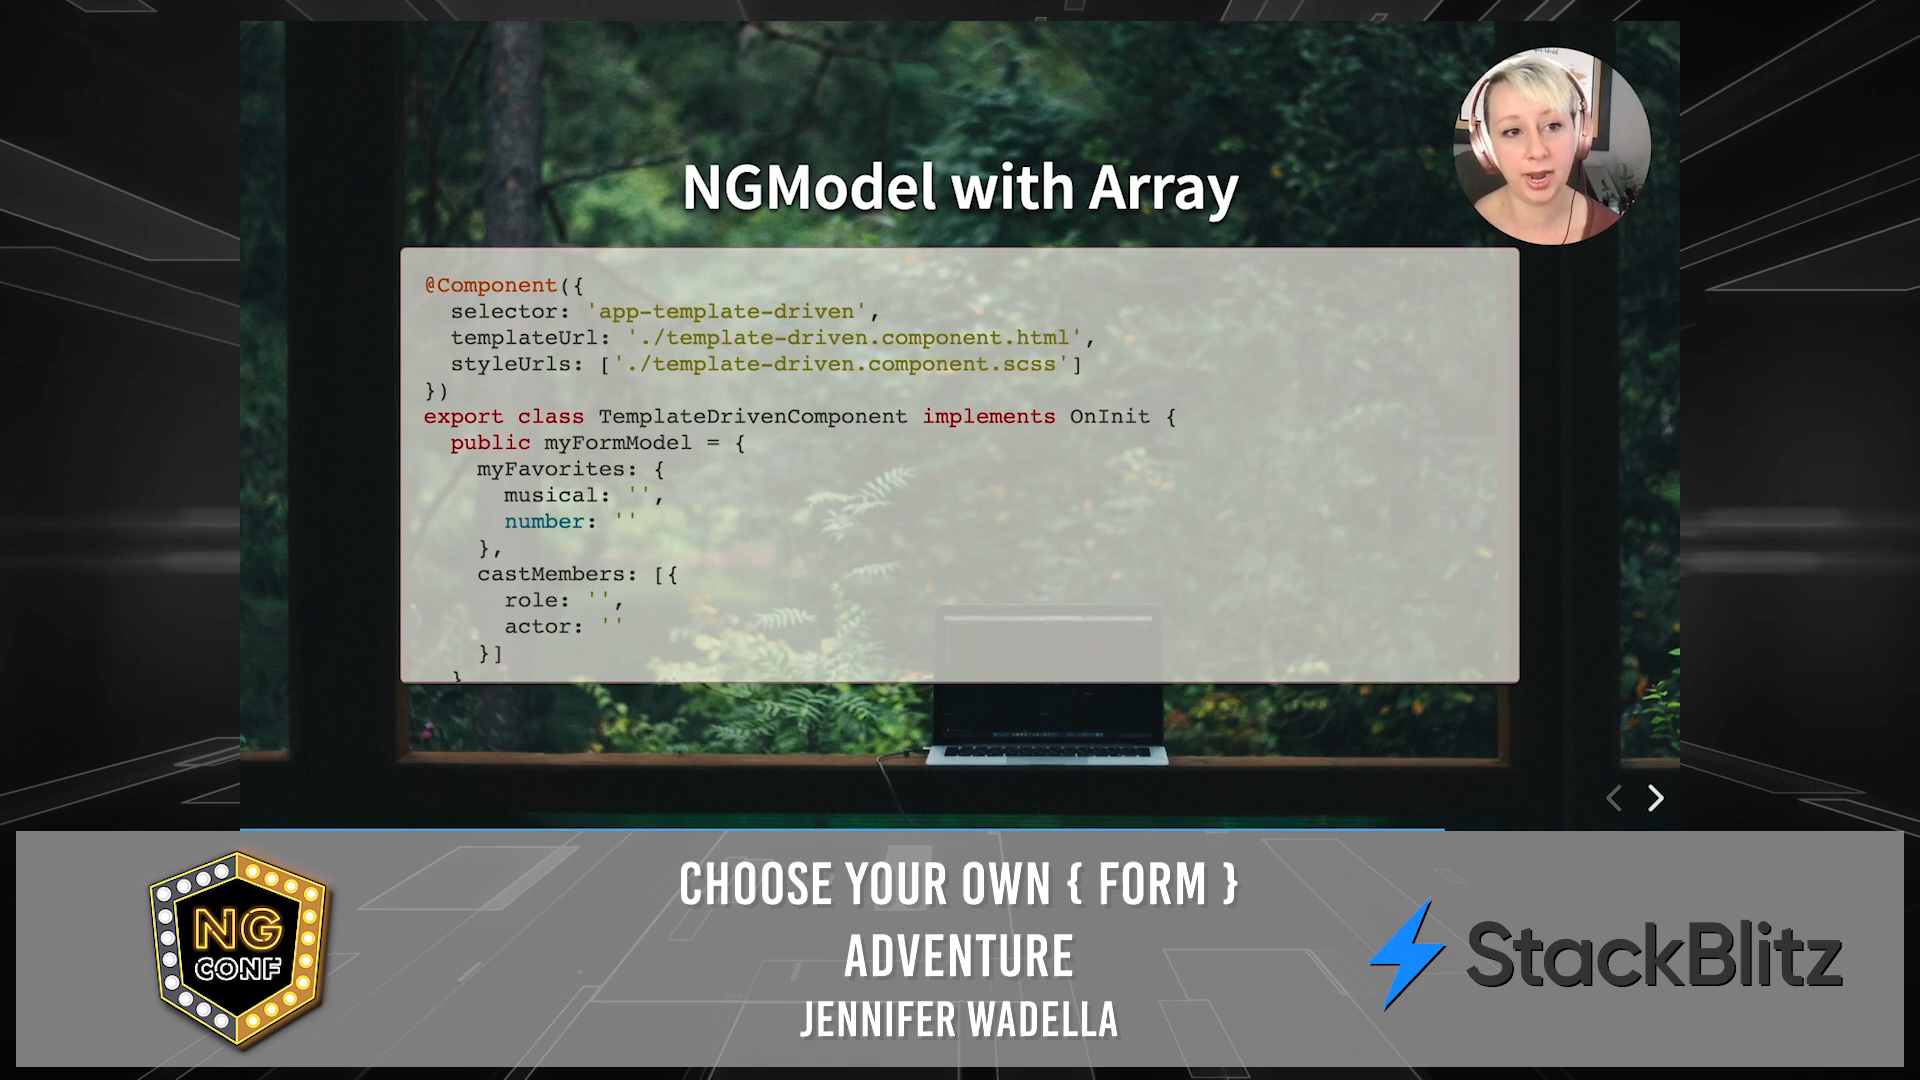 NGModel with Array
@Component({
selector: 'app-template-driven',
templateUrl: './template-driven.component.html',
styleUrls: ['./template-driven.component.scss']
})
export class TemplateDrivenComponent implements OnInit {
public myFormModel = {
myFavorites: {
musical: '',
number: ''
},
castMembers: [{
role: '',
actor: ''
}]
}
NG
CONF
CHOOSE YOUR OWN { FORM }
ADVENTURE
JENNIFER WADELLA
StackBlitz